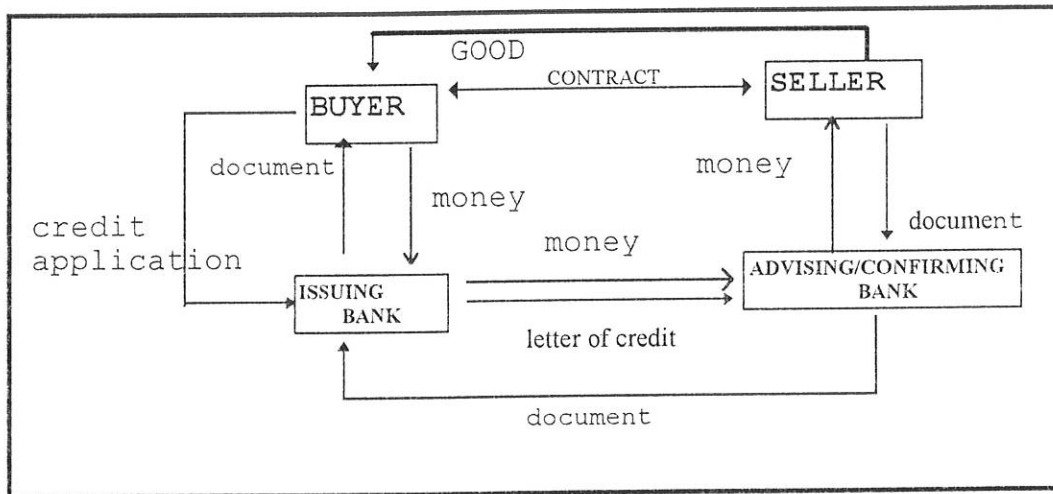 GOOD
CONTRACT
BUYER
SELLER
document
money
money
credit
application
money
document
ISSUING
BANK
ADVISING/CONFIRMING
BANK
letter of credit
document